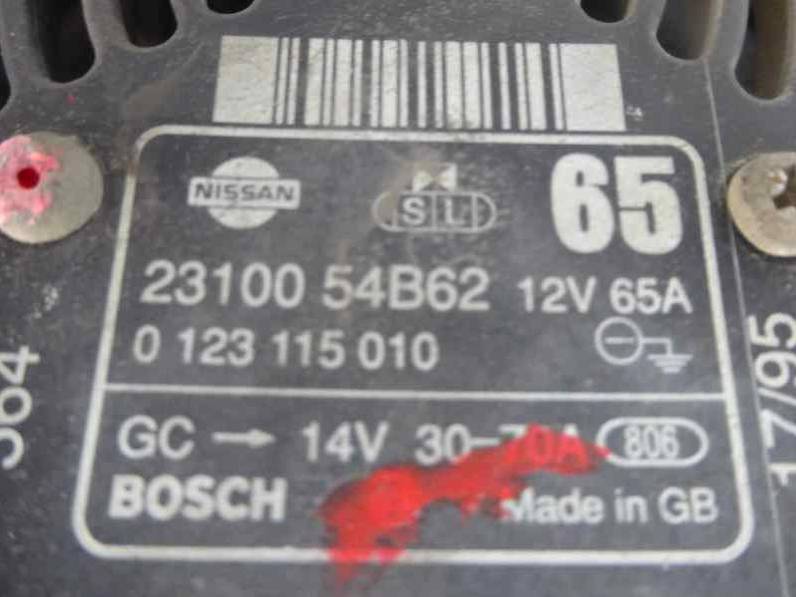 NISSAN
S L
65
23100 54B62 12V 65A
0 123 115 010
GC → 14V 30-70A 806
BOSCH
Made in GB
17/95